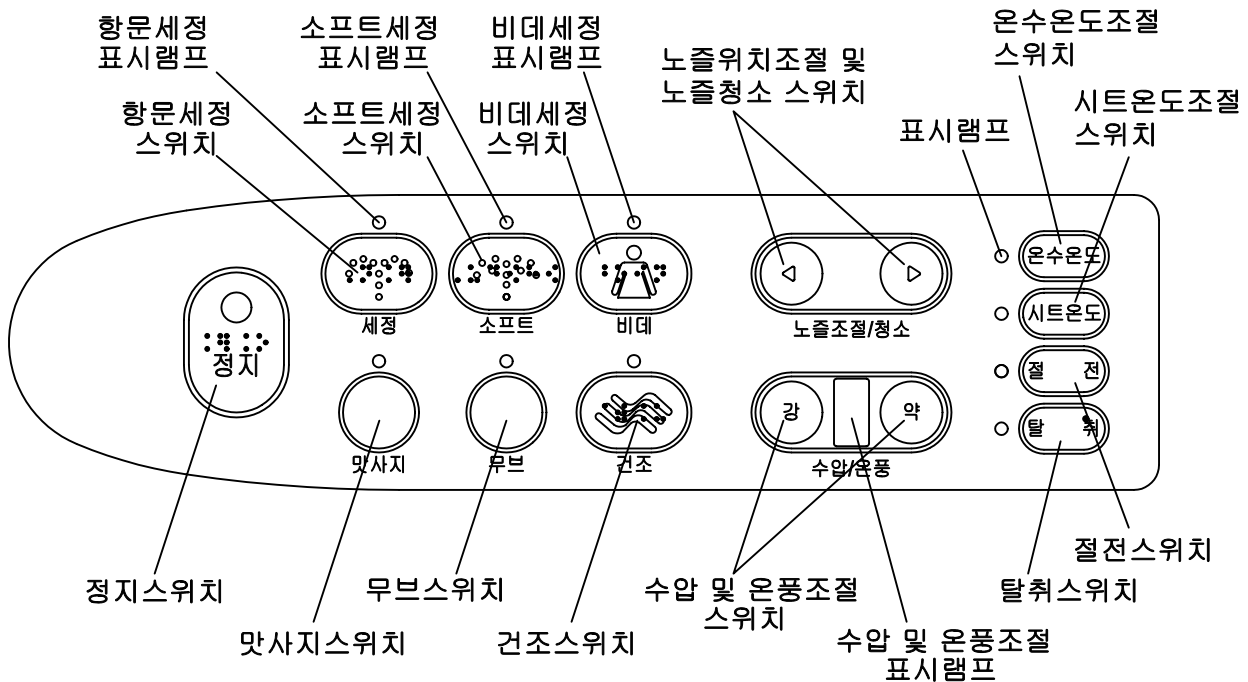 항문세정
표시램프
소프트세정
표시램프
비데세정
표시램프
노즐위치조절 및
노즐청소 스위치
온수온도조절
스위치
항문세정
스위치
소프트세정
스위치
비데세정
스위치
표시램프
시트온도조절
스위치
정지
세정
소프트
비데
노즐조절/청소
온수온도
시트온도
절 전
탈 취
맛사지
무브
건조
강
약
수압/온풍
정지스위치
맛사지스위치
무브스위치
건조스위치
수압 및 온풍조절
스위치
수압 및 온풍조절
표시램프
탈취스위치
절전스위치